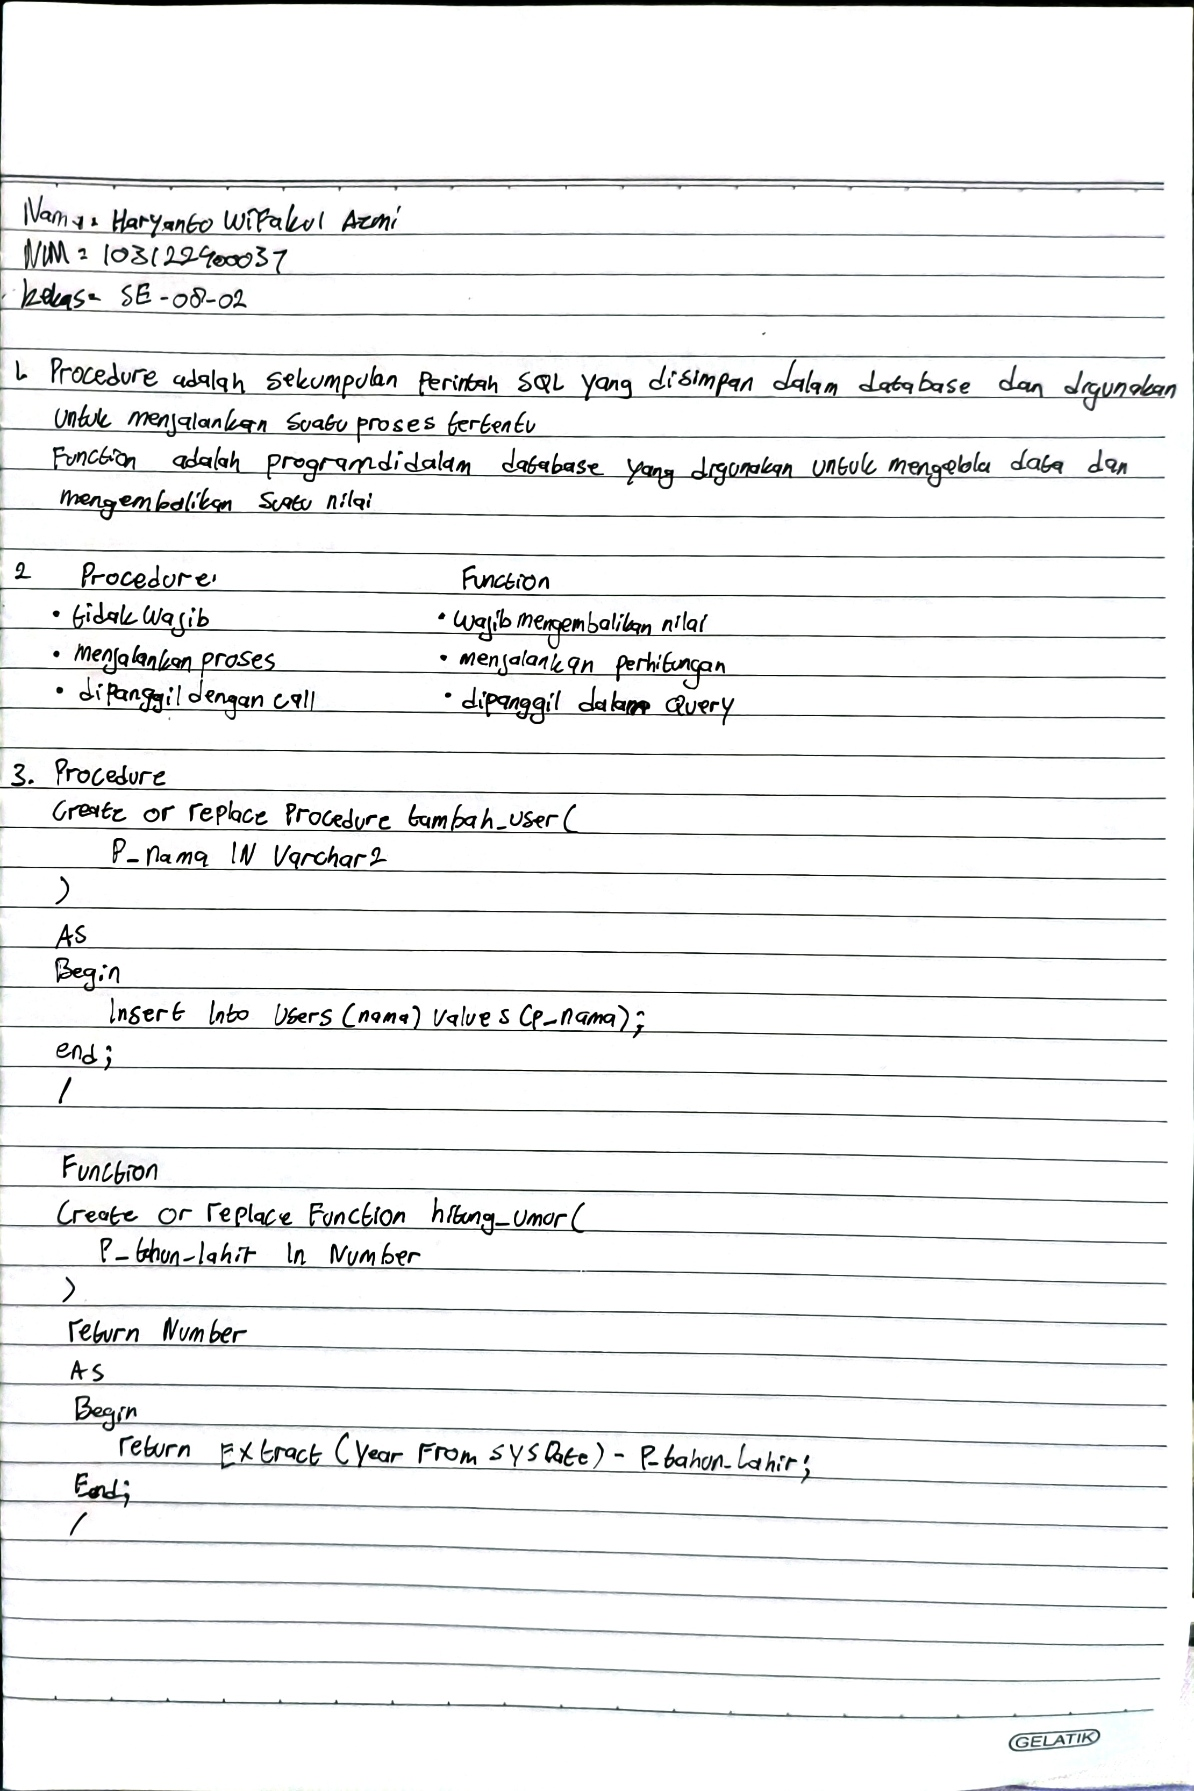 Nama: Haryanto Wifakul Azmi
NIM = 103122400037
kelas= SE-08-02
1. Procedure adalah sekumpulan perintah SQL yang disimpan dalam database dan digunakan
untuk menjalankan suatu proses tertentu
Function adalah program didalam database yang digunakan untuk mengelola data dan
mengembalikan suatu nilai
2 Procedure Function
• tidak wajib • wajib mengembalikan nilai
• menjalankan proses • menjalankan perhitungan
• dipanggil dengan call • dipanggil dalam Query
3. Procedure
Create or replace Procedure tambah_user(
P_nama IN Varchar2
)
AS
Begin
Insert Into Users (nama) values (p_nama);
end;
/
Function
Create or replace Function hitung_umur(
P_tahun_lahir In Number
)
return Number
AS
Begin
return Extract (Year From SYSDate) - P_tahun_Lahir;
End;
/
GELATIK